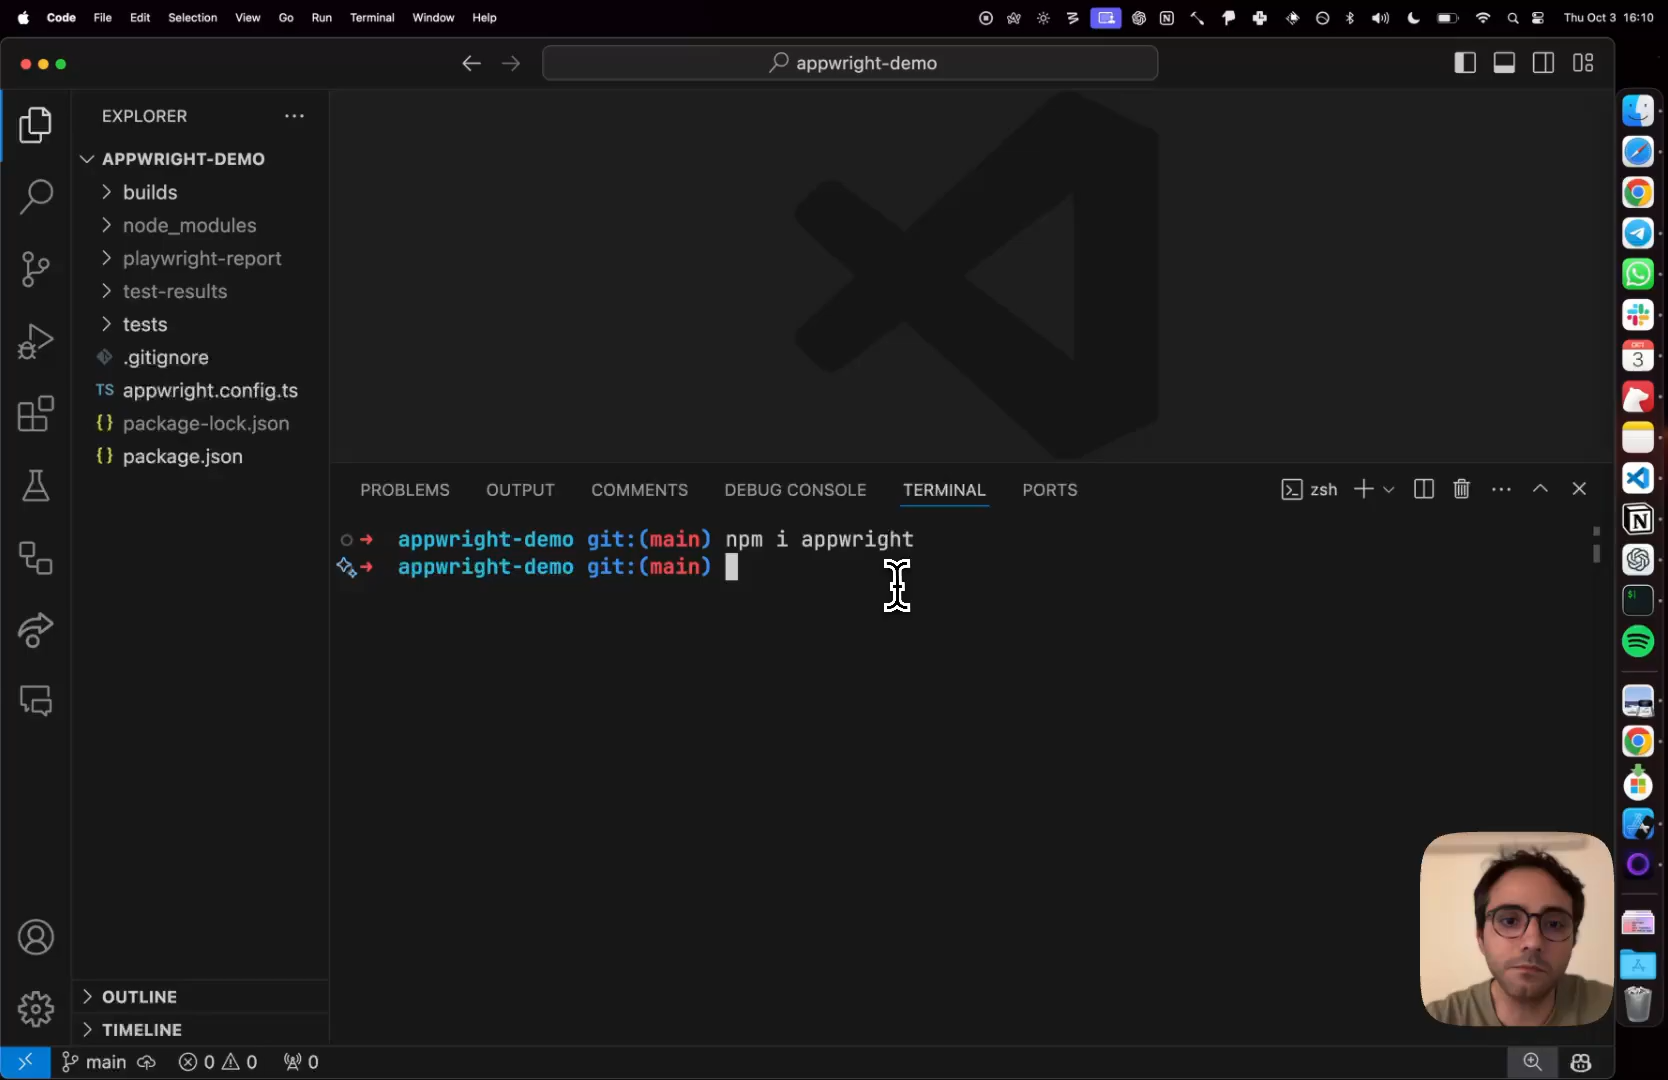 Code File Edit Selection View Go Run Terminal Window Help
Thu Oct 3 16:10
appwright-demo
EXPLORER
APPWRIGHT-DEMO
builds
node_modules
playwright-report
test-results
tests
.gitignore
TS appwright.config.ts
{} package-lock.json
{} package.json
PROBLEMS OUTPUT COMMENTS DEBUG CONSOLE TERMINAL PORTS
zsh
appwright-demo git:(main) npm i appwright
appwright-demo git:(main)
OCT
3
OUTLINE
TIMELINE
main 0 0 0